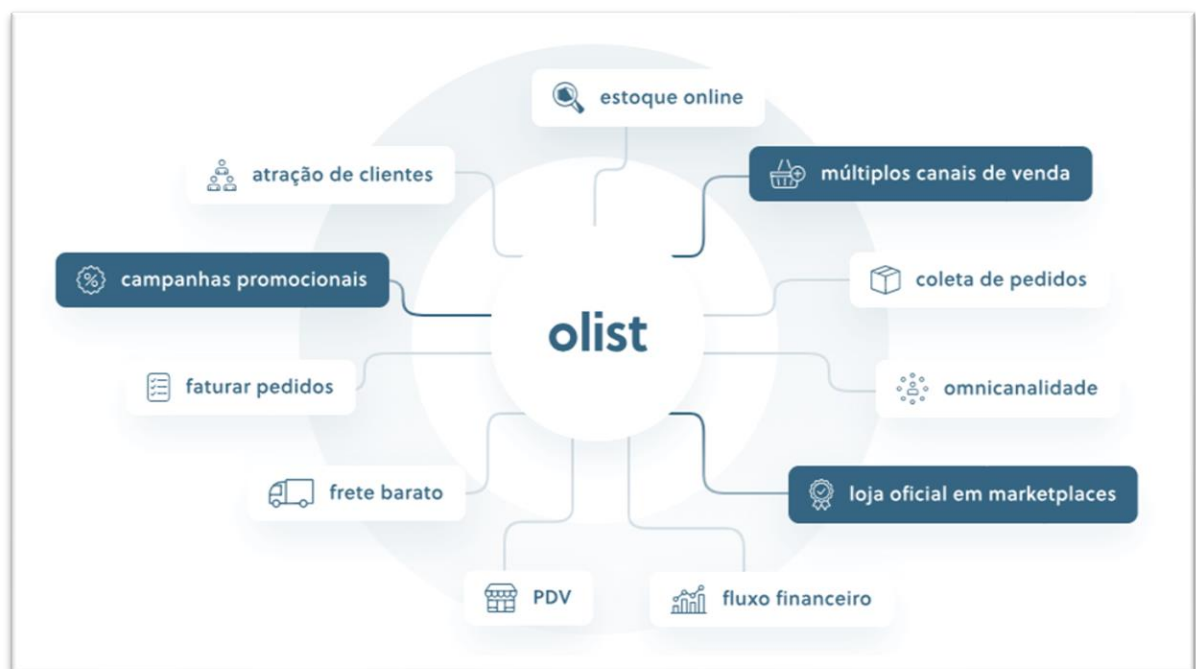 estoque online
atração de clientes
múltiplos canais de venda
campanhas promocionais
coleta de pedidos
olist
faturar pedidos
omnicanalidade
frete barato
loja oficial em marketplaces
PDV
fluxo financeiro